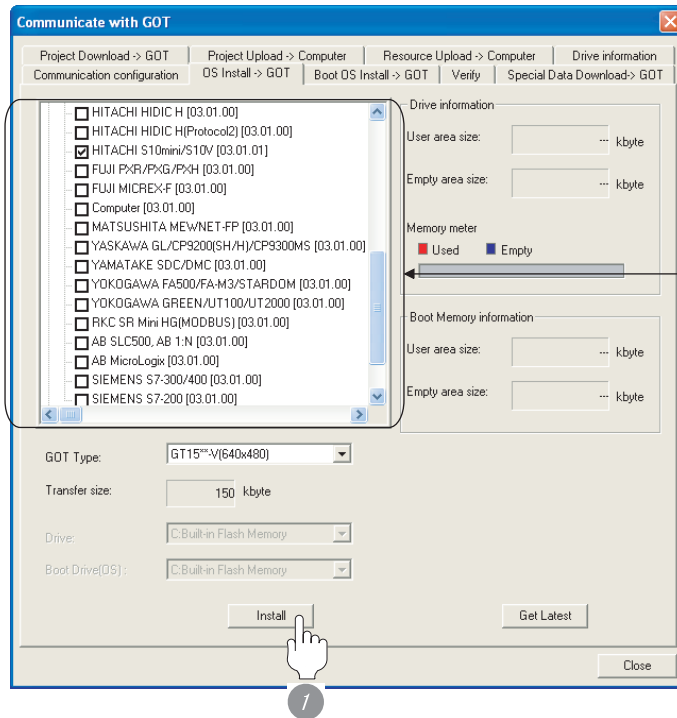 Communicate with GOT
Project Download -> GOT
Project Upload -> Computer
Resource Upload -> Computer
Drive information
Communication configuration
OS Install -> GOT
Boot OS Install -> GOT
Verify
Special Data Download-> GOT
HITACHI HIDIC H [03.01.00]
HITACHI HIDIC H(Protocol2) [03.01.00]
HITACHI S10mini/S10V [03.01.01]
FUJI PXR/PXG/PXH [03.01.00]
FUJI MICREX-F [03.01.00]
Computer [03.01.00]
MATSUSHITA MEWNET-FP [03.01.00]
YASKAWA GL/CP9200(SH/H)/CP9300MS [03.01.00]
YAMATAKE SDC/DMC [03.01.00]
YOKOGAWA FA500/FA-M3/STARDOM [03.01.00]
YOKOGAWA GREEN/UT100/UT2000 [03.01.00]
RKC SR Mini HG(MODBUS) [03.01.00]
AB SLC500, AB 1:N [03.01.00]
AB MicroLogix [03.01.00]
SIEMENS S7-300/400 [03.01.00]
SIEMENS S7-200 [03.01.00]
Drive information
User area size: --- kbyte
Empty area size: --- kbyte
Memory meter
Used Empty
Boot Memory information
User area size: --- kbyte
Empty area size: --- kbyte
GOT Type: GT15**-V(640x480)
Transfer size: 150 kbyte
Drive: C:Built-in Flash Memory
Boot Drive(OS) : C:Built-in Flash Memory
Install
Get Latest
Close
1